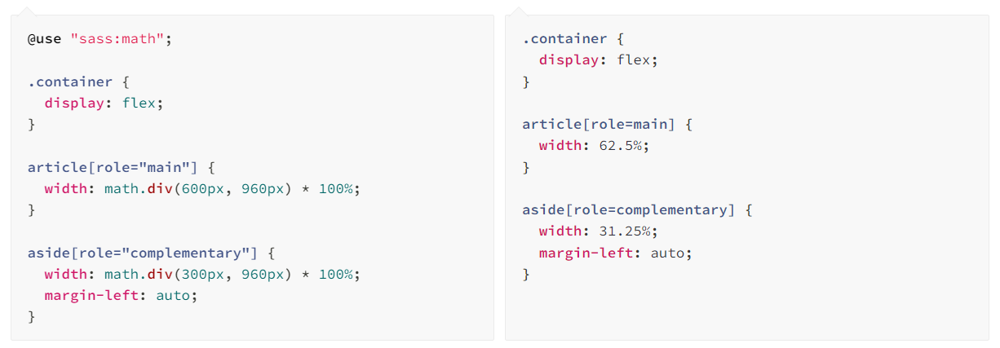 @use "sass:math";

.container {
  display: flex;
}

article[role="main"] {
  width: math.div(600px, 960px) * 100%;
}

aside[role="complementary"] {
  width: math.div(300px, 960px) * 100%;
  margin-left: auto;
}

.container {
  display: flex;
}

article[role=main] {
  width: 62.5%;
}

aside[role=complementary] {
  width: 31.25%;
  margin-left: auto;
}